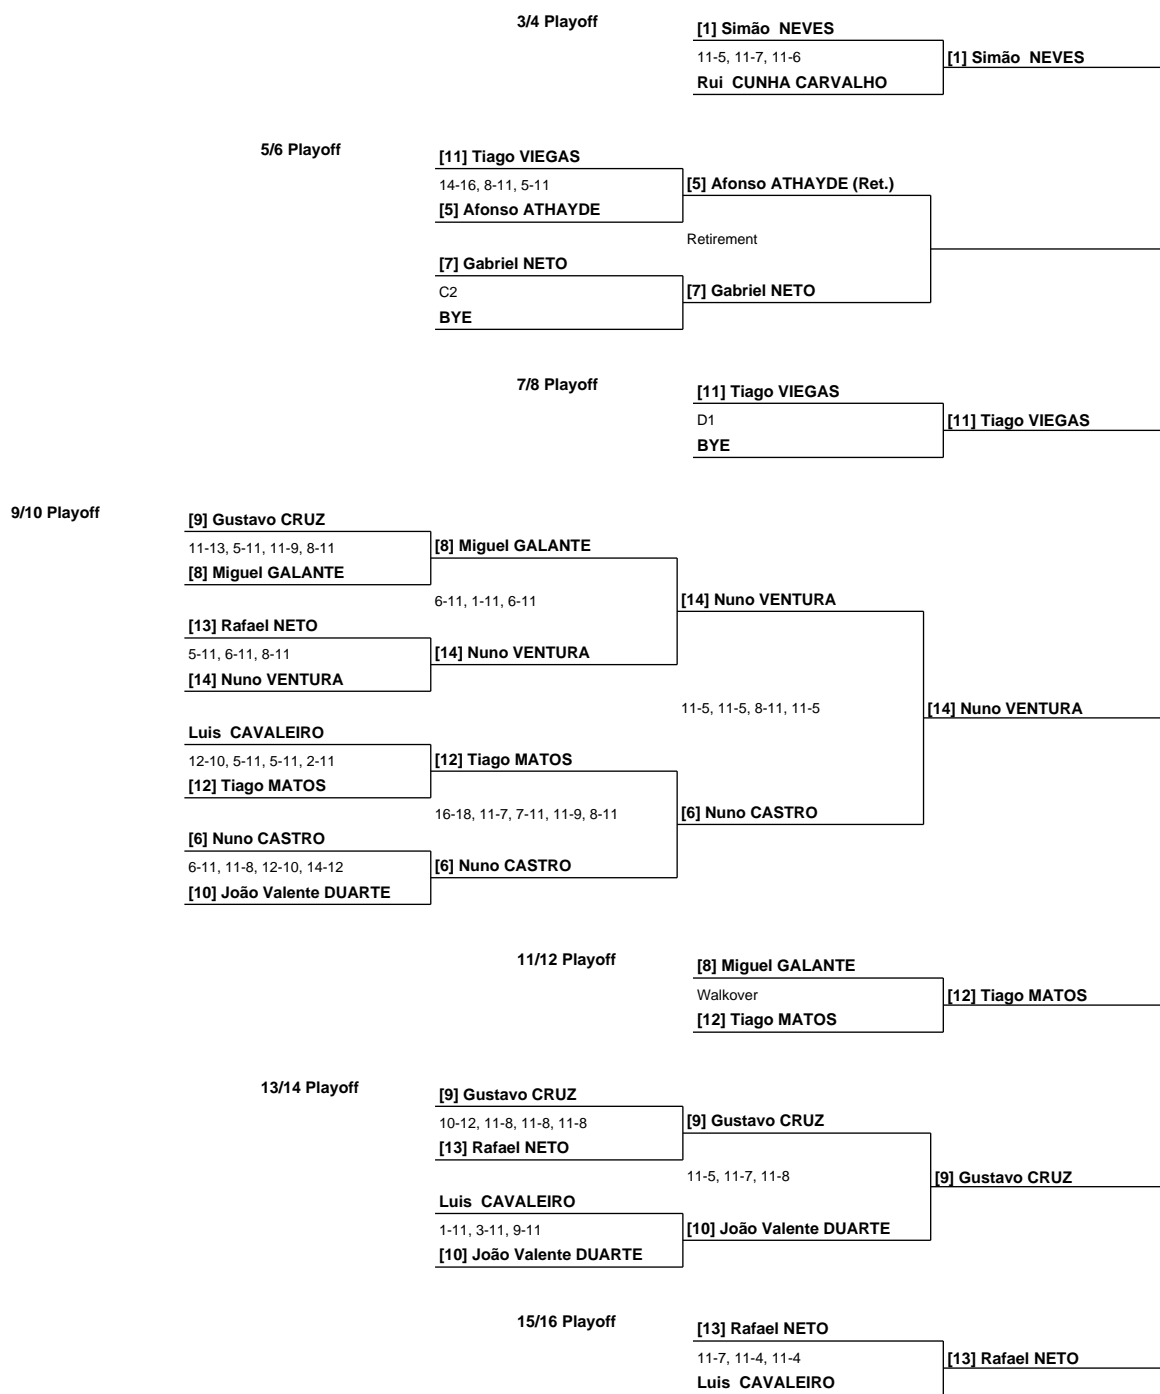 3/4 Playoff
[1] Simão NEVES
11-5, 11-7, 11-6
[1] Simão NEVES
Rui CUNHA CARVALHO
5/6 Playoff
[11] Tiago VIEGAS
14-16, 8-11, 5-11
[5] Afonso ATHAYDE (Ret.)
[5] Afonso ATHAYDE
Retirement
[7] Gabriel NETO
C2
[7] Gabriel NETO
BYE
7/8 Playoff
[11] Tiago VIEGAS
D1
[11] Tiago VIEGAS
BYE
9/10 Playoff
[9] Gustavo CRUZ
11-13, 5-11, 11-9, 8-11
[8] Miguel GALANTE
[8] Miguel GALANTE
6-11, 1-11, 6-11
[14] Nuno VENTURA
[13] Rafael NETO
5-11, 6-11, 8-11
[14] Nuno VENTURA
[14] Nuno VENTURA
11-5, 11-5, 8-11, 11-5
[14] Nuno VENTURA
Luis CAVALEIRO
12-10, 5-11, 5-11, 2-11
[12] Tiago MATOS
[12] Tiago MATOS
16-18, 11-7, 7-11, 11-9, 8-11
[6] Nuno CASTRO
[6] Nuno CASTRO
6-11, 11-8, 12-10, 14-12
[6] Nuno CASTRO
[10] João Valente DUARTE
11/12 Playoff
[8] Miguel GALANTE
Walkover
[12] Tiago MATOS
[12] Tiago MATOS
13/14 Playoff
[9] Gustavo CRUZ
10-12, 11-8, 11-8, 11-8
[9] Gustavo CRUZ
[13] Rafael NETO
11-5, 11-7, 11-8
[9] Gustavo CRUZ
Luis CAVALEIRO
1-11, 3-11, 9-11
[10] João Valente DUARTE
[10] João Valente DUARTE
15/16 Playoff
[13] Rafael NETO
11-7, 11-4, 11-4
[13] Rafael NETO
Luis CAVALEIRO